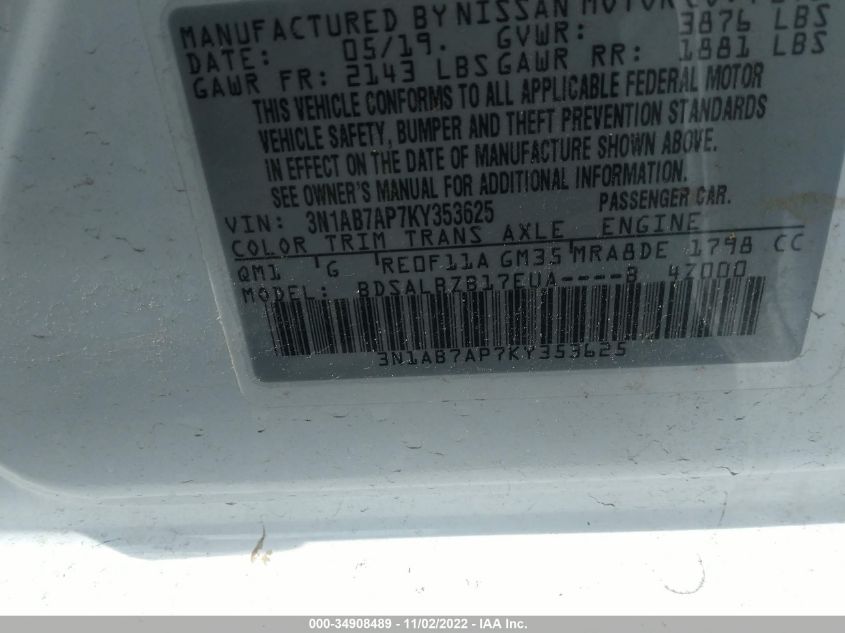 MANUFACTURED BY NISSAN MOTOR CO.,
DATE: 05/19. GVWR: 3876 LBS
GAWR FR: 2143 LBS GAWR RR: 1881 LBS
THIS VEHICLE CONFORMS TO ALL APPLICABLE FEDERAL MOTOR
VEHICLE SAFETY, BUMPER AND THEFT PREVENTION STANDARDS
IN EFFECT ON THE DATE OF MANUFACTURE SHOWN ABOVE.
SEE OWNER'S MANUAL FOR ADDITIONAL INFORMATION.
VIN: 3N1AB7AP7KY353625 PASSENGER CAR.
COLOR TRIM TRANS AXLE ENGINE
QM1 G RE0F11A GM35 MRA8DE 1798 CC
MODEL: BDSALBZB17EUA----B 4Z000
3N1AB7AP7KY353625
000-34908489 - 11/02/2022 - IAA Inc.